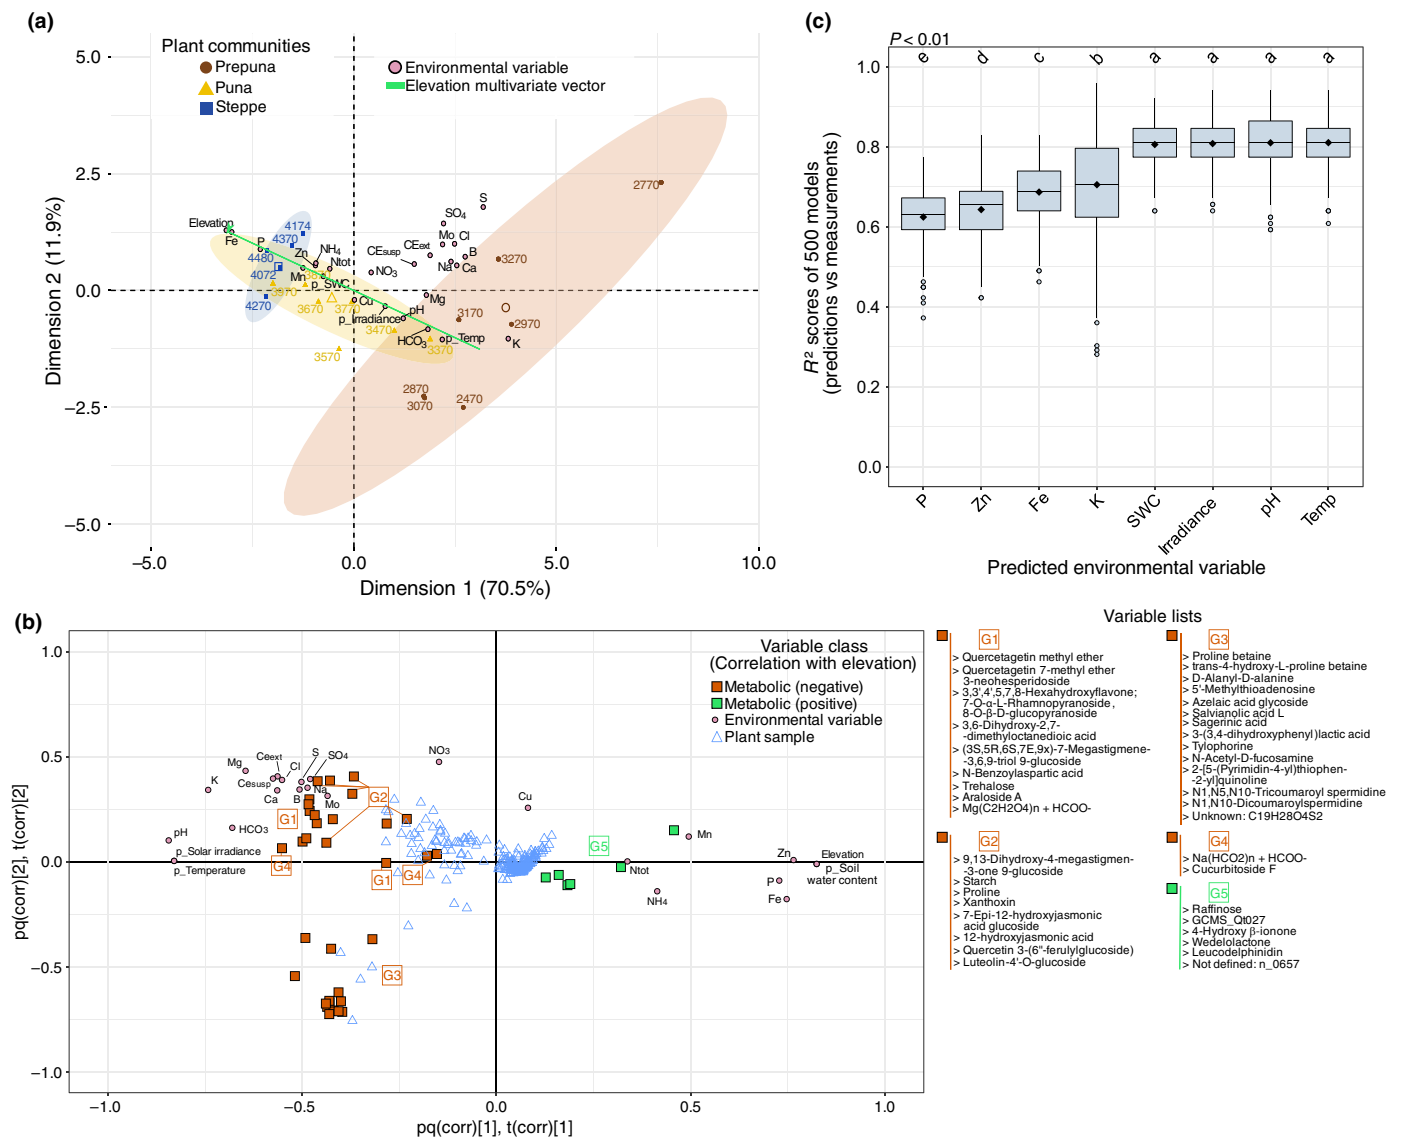 (a)
Plant communities
Prepuna
Puna
Steppe
Environmental variable
Elevation multivariate vector
5.0
2.5
0.0
−2.5
−5.0
Dimension 2 (11.9%)
−5.0
0.0
5.0
10.0
Dimension 1 (70.5%)
2770
S
SO4
Mo
Cl
B
Na
Ca
CEext
CEsusp
NO3
3270
Elevation
Fe
P
4174
4370
4480
4072
4270
Zn
NH4
Ntot
Mn
p_SWC
3670
3770
3570
Cu
Mg
pH
p_Irradiance
3470
HCO3
p_Temp
3370
3170
2970
K
2870
3070
2470
(c)
P < 0.01
e
d
c
b
a
a
a
a
1.0
0.8
0.6
0.4
0.2
0.0
R² scores of 500 models
(predictions vs measurements)
P
Zn
Fe
K
SWC
Irradiance
pH
Temp
Predicted environmental variable
(b)
Variable class
(Correlation with elevation)
Metabolic (negative)
Metabolic (positive)
Environmental variable
Plant sample
1.0
0.5
0.0
−0.5
−1.0
pq(corr)[2], t(corr)[2]
−1.0
−0.5
0.0
0.5
1.0
pq(corr)[1], t(corr)[1]
K
Mg
Ceext
Cl
S
SO4
Cesusp
Ca
B
Na
Mo
NO3
Cu
pH
HCO3
p_Solar irradiance
p_Temperature
G1
G2
G4
G1
G4
G3
G5
Mn
Ntot
NH4
Zn
Elevation
p_Soil
water content
P
Fe
Variable lists
G1
> Quercetagetin methyl ether
> Quercetagetin 7-methyl ether
3-neohesperidoside
> 3,3',4',5,7,8-Hexahydroxyflavone;
7-O-α-L-Rhamnopyranoside,
8-O-β-D-glucopyranoside
> 3,6-Dihydroxy-2,7-
dimethyloctanedioic acid
> (3S,5R,6S,7E,9x)-7-Megastigmene-
-3,6,9-triol 9-glucoside
> N-Benzoylaspartic acid
> Trehalose
> Araloside A
> Mg(C2H2O4)n + HCOO-
G2
> 9,13-Dihydroxy-4-megastigmen-
-3-one 9-glucoside
> Starch
> Proline
> Xanthoxin
> 7-Epi-12-hydroxyjasmonic
acid glucoside
> 12-hydroxyjasmonic acid
> Quercetin 3-(6"-ferulylglucoside)
> Luteolin-4'-O-glucoside
G3
> Proline betaine
> trans-4-hydroxy-L-proline betaine
> D-Alanyl-D-alanine
> 5'-Methylthioadenosine
> Azelaic acid glycoside
> Salvianolic acid L
> Sagerinic acid
> 3-(3,4-dihydroxyphenyl)lactic acid
> Tylophorine
> N-Acetyl-D-fucosamine
> 2-[5-(Pyrimidin-4-yl)thiophen-
-2-yl]quinoline
> N1,N5,N10-Tricoumaroyl spermidine
> N1,N10-Dicoumaroylspermidine
> Unknown: C19H28O4S2
G4
> Na(HCO2)n + HCOO-
> Cucurbitoside F
G5
> Raffinose
> GCMS_Qt027
> 4-Hydroxy β-ionone
> Wedelolactone
> Leucodelphinidin
> Not defined: n_0657